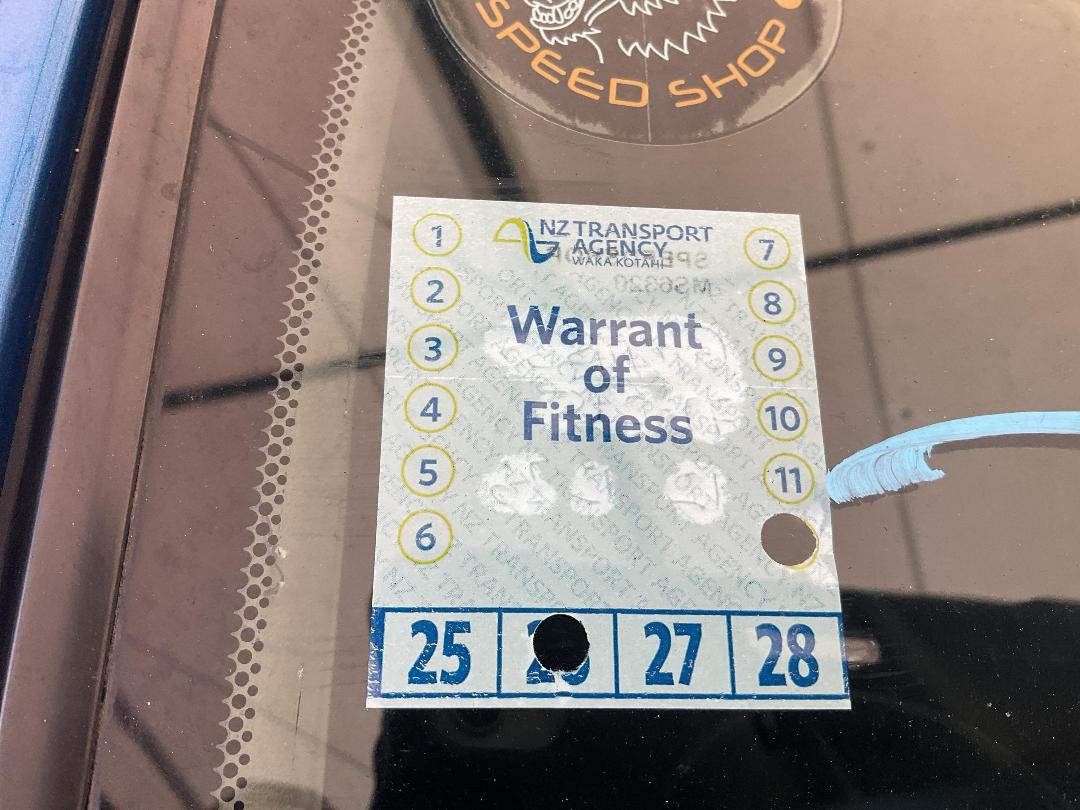 SPEED SHOP
1
2
3
4
5
6
NZ TRANSPORT
AGENCY
WAKA KOTAHI
Warrant
of
Fitness
7
8
9
10
11
25
27
28